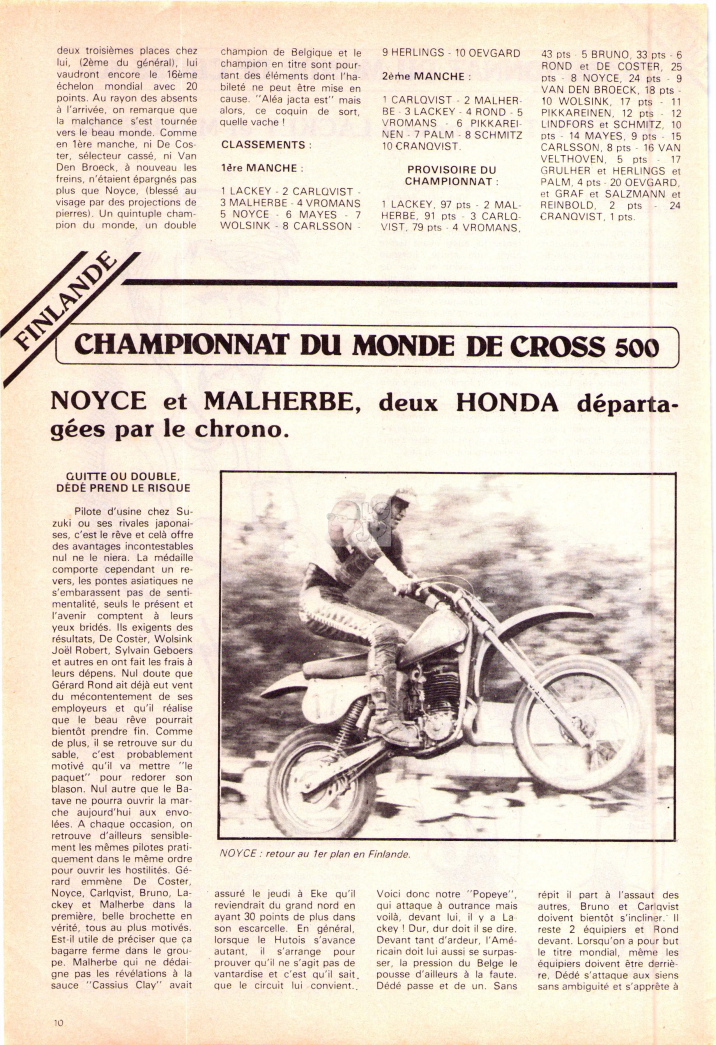 deux troisièmes places chez
lui, (2ème du général), lui
vaudront encore le 16ème
échelon mondial avec 20
points. Au rayon des absents
à l'arrivée, on remarque que
la malchance s'est tournée
vers le beau monde. Comme
en 1ère manche, ni De Cos-
ter, sélecteur cassé, ni Van
Den Broeck, à nouveau les
freins, n'étaient épargnés pas
plus que Noyce, (blessé au
visage par des projections de
pierres). Un quintuple cham-
pion du monde, un double
champion de Belgique et le
champion en titre sont pour-
tant des éléments dont l'ha-
bileté ne peut être mise en
cause. "Aléa jacta est" mais
alors, ce coquin de sort,
quelle vache !
CLASSEMENTS :
1ère MANCHE :
1 LACKEY - 2 CARLQVIST -
3 MALHERBE - 4 VROMANS
5 NOYCE - 6 MAYES - 7
WOLSINK - 8 CARLSSON -
9 HERLINGS - 10 OEVGARD
2ème MANCHE :
1 CARLQVIST - 2 MALHER-
BE - 3 LACKEY - 4 ROND - 5
VROMANS - 6 PIKKAREI-
NEN - 7 PALM - 8 SCHMITZ
10 CRANQVIST.
PROVISOIRE DU
CHAMPIONNAT :
1 LACKEY, 97 pts - 2 MAL-
HERBE, 91 pts - 3 CARLQ-
VIST, 79 pts - 4 VROMANS,
43 pts - 5 BRUNO, 33 pts - 6
ROND et DE COSTER, 25
pts - 8 NOYCE, 24 pts - 9
VAN DEN BROECK, 18 pts -
10 WOLSINK, 17 pts - 11
PIKKAREINEN, 12 pts - 12
LINDFORS et SCHMITZ, 10
pts - 14 MAYES, 9 pts - 15
CARLSSON, 8 pts - 16 VAN
VELTHOVEN, 5 pts - 17
GRULHER et HERLINGS et
PALM, 4 pts - 20 OEVGARD,
et GRAF et SALZMANN et
REINBOLD, 2 pts - 24
CRANQVIST, 1 pts.
FINLANDE
CHAMPIONNAT DU MONDE DE CROSS 500
NOYCE et MALHERBE, deux HONDA départa-
gées par le chrono.
QUITTE OU DOUBLE,
DÉDÉ PREND LE RISQUE
Pilote d'usine chez Su-
zuki ou ses rivales japonai-
ses, c'est le rêve et celà offre
des avantages incontestables
nul ne le niera. La médaille
comporte cependant un re-
vers, les pontes asiatiques ne
s'embarassent pas de senti-
mentalité, seuls le présent et
l'avenir comptent à leurs
yeux bridés. Ils exigents des
résultats, De Coster, Wolsink
Joël Robert, Sylvain Geboers
et autres en ont fait les frais à
leurs dépens. Nul doute que
Gérard Rond ait déjà eut vent
du mécontentement de ses
employeurs et qu'il réalise
que le beau rêve pourrait
bientôt prendre fin. Comme
de plus, il se retrouve sur du
sable, c'est probablement
motivé qu'il va mettre "le
paquet" pour redorer son
blason. Nul autre que le Ba-
tave ne pourra ouvrir la mar-
che aujourd'hui aux envo-
lées. A chaque occasion, on
retrouve d'ailleurs sensible-
ment les mêmes pilotes prati-
quement dans le même ordre
pour ouvrir les hostilités. Gé-
rard emmène De Coster,
Noyce, Carlqvist, Bruno, La-
ckey et Malherbe dans la
première, belle brochette en
vérité, tous au plus motivés.
Est-il utile de préciser que ça
bagarre ferme dans le grou-
pe. Malherbe qui ne dédai-
gne pas les révélations à la
sauce "Cassius Clay" avait
NOYCE : retour au 1er plan en Finlande.
assuré le jeudi à Eke qu'il
reviendrait du grand nord en
ayant 30 points de plus dans
son escarcelle. En général,
lorsque le Hutois s'avance
autant, il s'arrange pour
prouver qu'il ne s'agit pas de
vantardise et c'est qu'il sait
que le circuit lui convient.
Voici donc notre "Popeye",
qui attaque à outrance mais
voilà, devant lui, il y a La-
ckey ! Dur, dur doit il se dire.
Devant tant d'ardeur, l'Amé-
ricain doit lui aussi se surpas-
ser, la pression du Belge le
pousse d'ailleurs à la faute.
Dédé passe et de un. Sans
répit il part à l'assaut des
autres, Bruno et Carlqvist
doivent bientôt s'incliner. Il
reste 2 équipiers et Rond
devant. Lorsqu'on a pour but
le titre mondial, même les
équipiers doivent être derriè-
re. Dédé s'attaque aux siens
sans ambiguité et s'apprête à
10